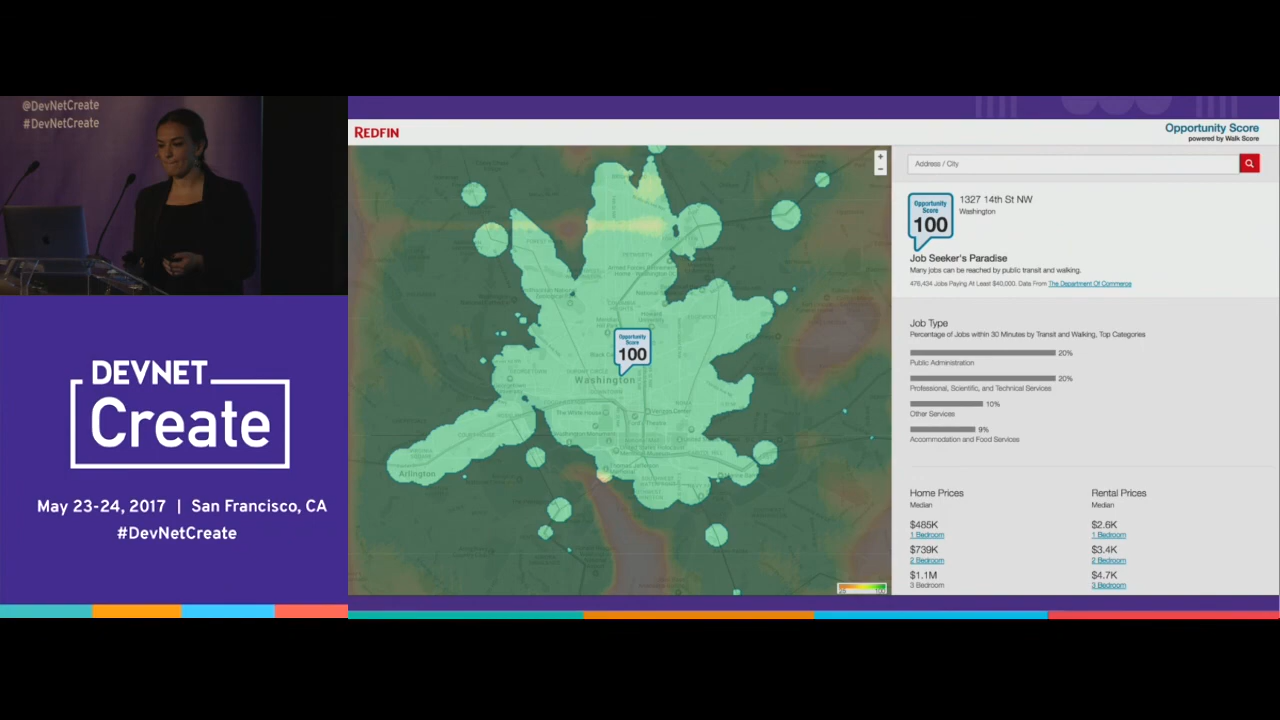 @DevNetCreate
#DevNetCreate
DEVNET
Create
May 23-24, 2017 | San Francisco, CA
#DevNetCreate
REDFIN
Opportunity Score
powered by Walk Score
Address / City
Opportunity
Score
100
1327 14th St NW
Washington
Job Seeker's Paradise
Many jobs can be reached by public transit and walking.
476,434 Jobs Paying At Least $40,000. Data From The Department Of Commerce
Job Type
Percentage of Jobs within 30 Minutes by Transit and Walking, Top Categories
20%
Public Administration
20%
Professional, Scientific, and Technical Services
10%
Other Services
9%
Accommodation and Food Services
Home Prices
Median
$485K
1 Bedroom
$739K
2 Bedroom
$1.1M
3 Bedroom
Rental Prices
Median
$2.6K
1 Bedroom
$3.4K
2 Bedroom
$4.7K
3 Bedroom
+
−
Opportunity
Score
100
Washington
The White House
Arlington